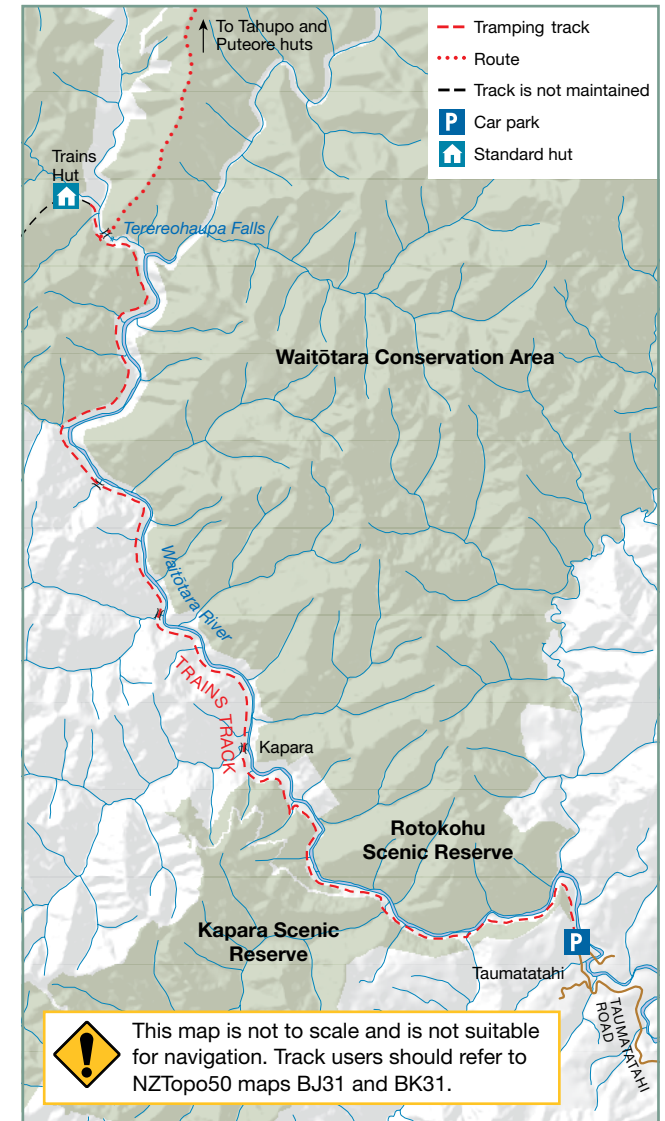 To Tahupo and
Puteore huts
Tramping track
Route
Track is not maintained
P Car park
Standard hut
Trains
Hut
Terereohaupa Falls
Waitōtara Conservation Area
Waitōtara River
TRAINS TRACK
Kapara
Rotokohu
Scenic Reserve
Kapara Scenic
Reserve
P
Taumatatahi
TAUMATATAHI
ROAD
This map is not to scale and is not suitable
for navigation. Track users should refer to
NZTopo50 maps BJ31 and BK31.